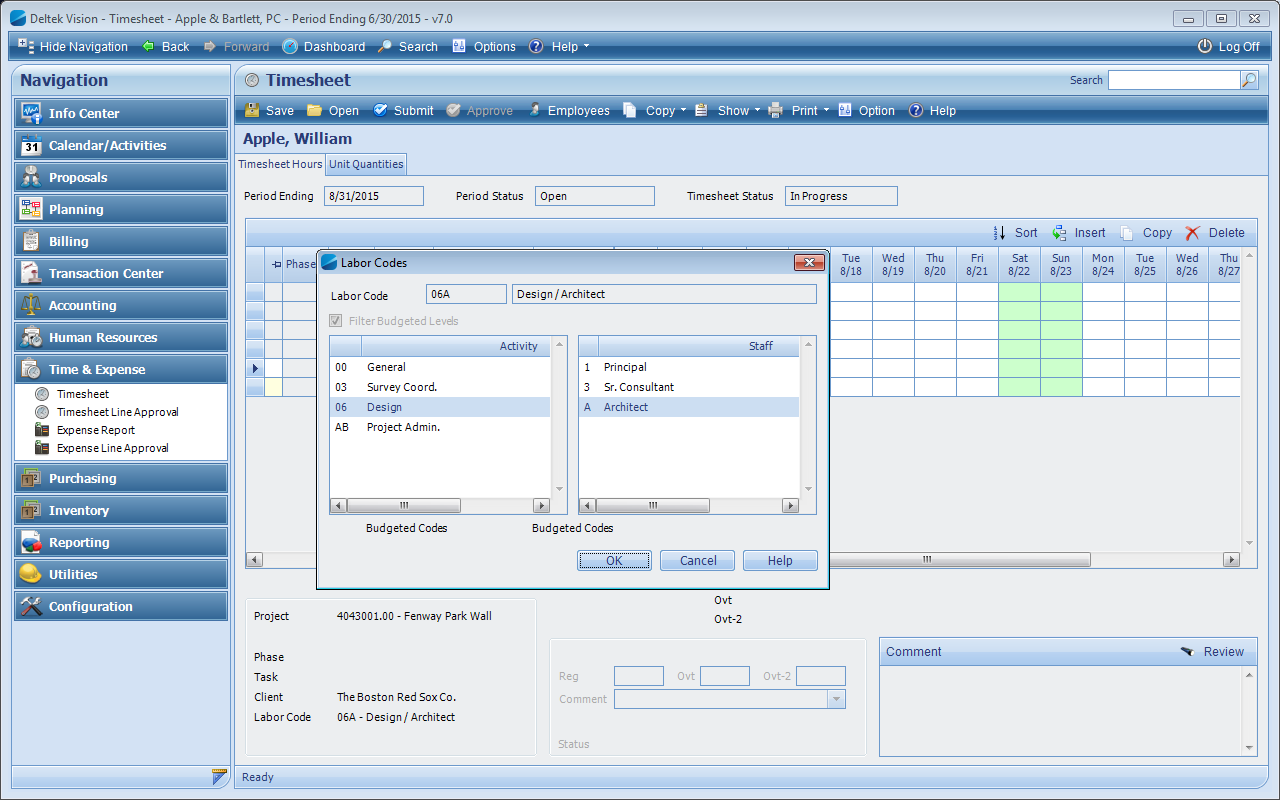 Deltek Vision - Timesheet - Apple & Bartlett, PC - Period Ending 6/30/2015 - v7.0
Hide Navigation Back Forward Dashboard Search Options Help Log Off
Navigation
Info Center
Calendar/Activities
31
Proposals
Planning
Billing
Transaction Center
Accounting
Human Resources
Time & Expense
Timesheet
Timesheet Line Approval
Expense Report
Expense Line Approval
Purchasing
Inventory
Reporting
Utilities
Configuration
Timesheet Search
Save Open Submit Approve Employees Copy Show Print Option Help
Apple, William
Timesheet Hours Unit Quantities
Period Ending 8/31/2015 Period Status Open Timesheet Status In Progress
Sort Insert Copy Delete
Phase
Tue Wed Thu Fri Sat Sun Mon Tue Wed Thu
8/18 8/19 8/20 8/21 8/22 8/23 8/24 8/25 8/26 8/27
Labor Codes
Labor Code 06A Design / Architect
Filter Budgeted Levels
Activity
00 General
03 Survey Coord.
06 Design
AB Project Admin.
Staff
1 Principal
3 Sr. Consultant
A Architect
Budgeted Codes Budgeted Codes
OK Cancel Help
Ovt
Ovt-2
Project 4043001.00 - Fenway Park Wall
Phase
Task
Client The Boston Red Sox Co.
Labor Code 06A - Design / Architect
Reg Ovt Ovt-2
Comment
Status
Comment Review
Ready